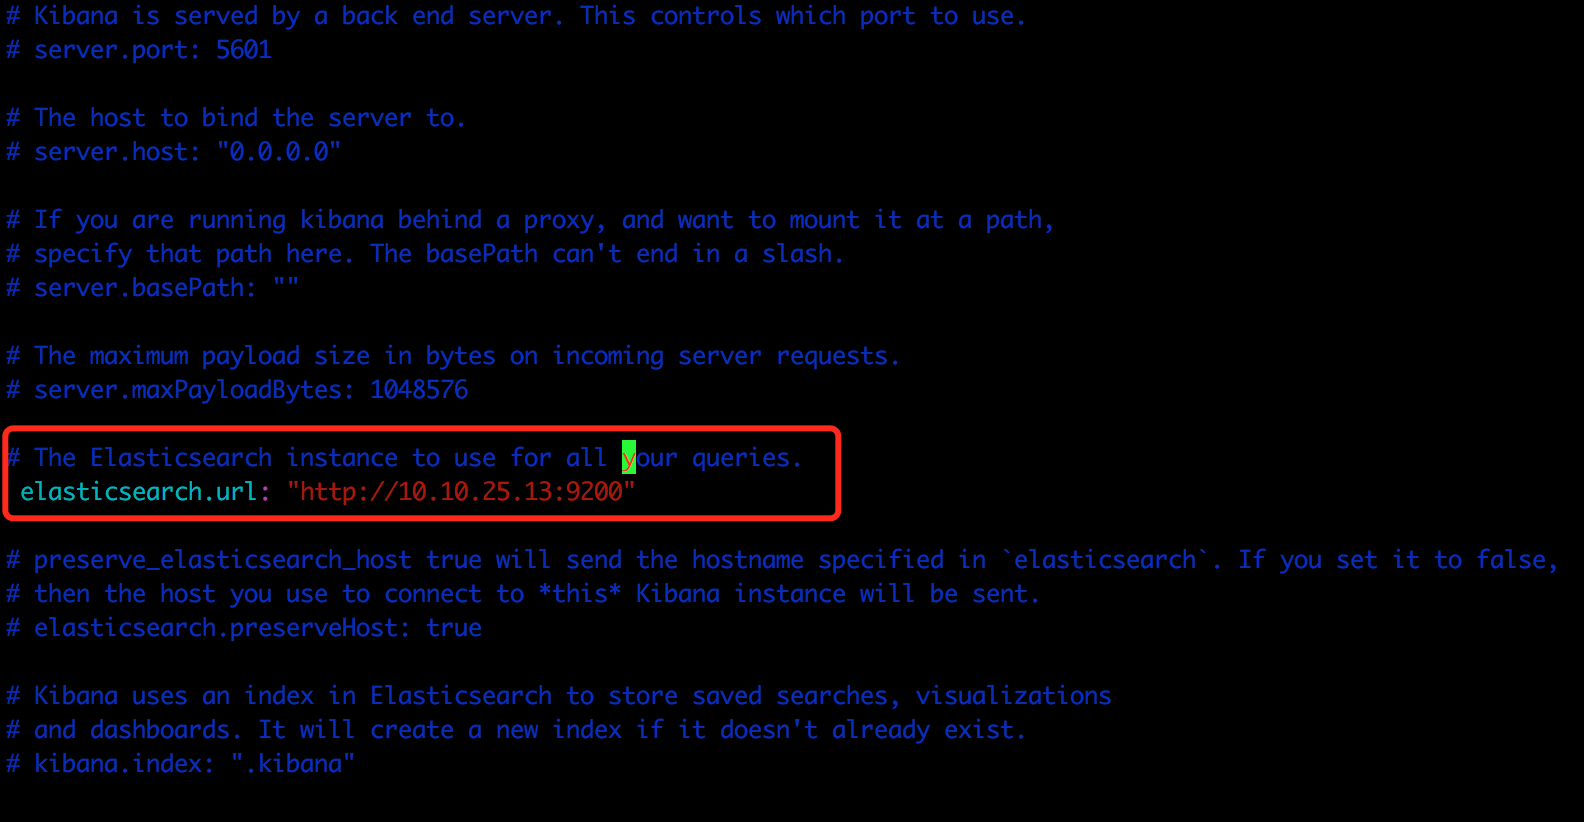 # Kibana is served by a back end server. This controls which port to use.
# server.port: 5601
# The host to bind the server to.
# server.host: "0.0.0.0"
# If you are running kibana behind a proxy, and want to mount it at a path,
# specify that path here. The basePath can't end in a slash.
# server.basePath: ""
# The maximum payload size in bytes on incoming server requests.
# server.maxPayloadBytes: 1048576
# The Elasticsearch instance to use for all your queries.
elasticsearch.url: "http://10.10.25.13:9200"
# preserve_elasticsearch_host true will send the hostname specified in `elasticsearch`. If you set it to false,
# then the host you use to connect to *this* Kibana instance will be sent.
# elasticsearch.preserveHost: true
# Kibana uses an index in Elasticsearch to store saved searches, visualizations
# and dashboards. It will create a new index if it doesn't already exist.
# kibana.index: ".kibana"